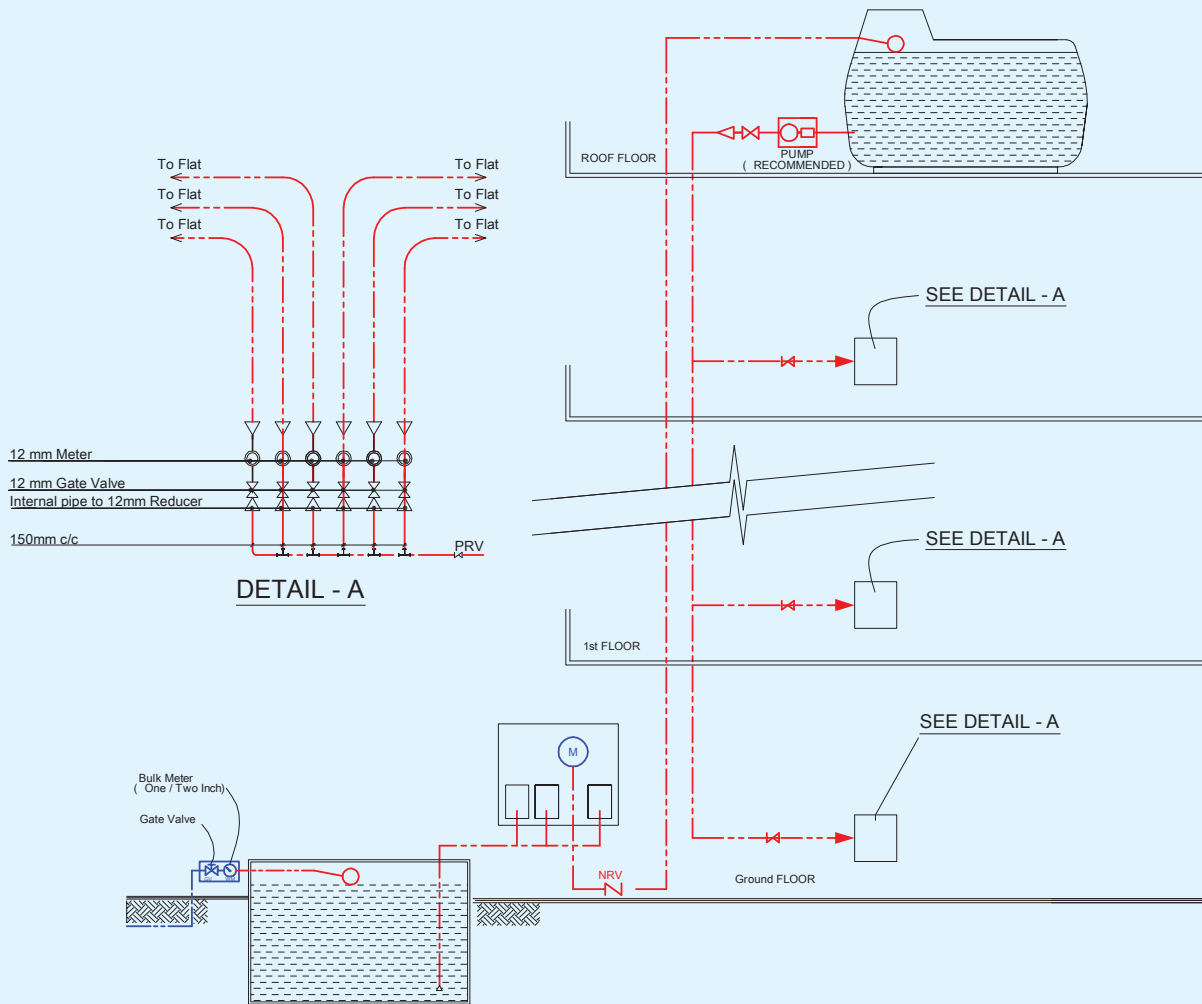 ROOF FLOOR
PUMP
( RECOMMENDED )
To Flat
To Flat
To Flat
To Flat
To Flat
To Flat
SEE DETAIL - A
12 mm Meter
12 mm Gate Valve
Internal pipe to 12mm Reducer
150mm c/c
PRV
DETAIL - A
SEE DETAIL - A
1st FLOOR
SEE DETAIL - A
M
Bulk Meter
( One / Two Inch)
Gate Valve
NRV
Ground FLOOR